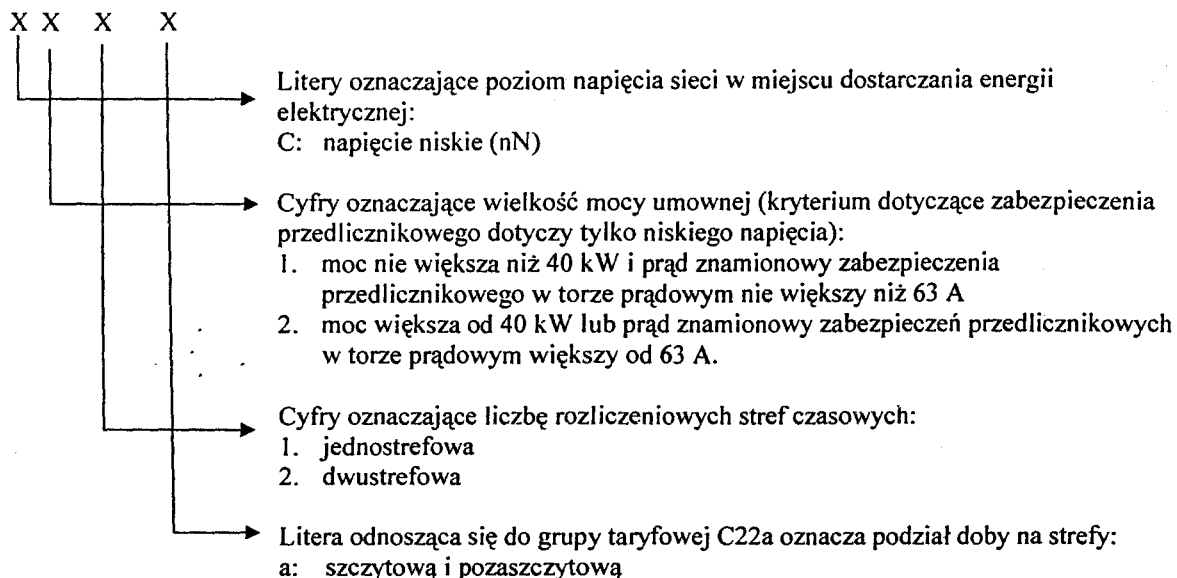 X X X X
Litery oznaczające poziom napięcia sieci w miejscu dostarczania energii
elektrycznej:
C: napięcie niskie (nN)
Cyfry oznaczające wielkość mocy umownej (kryterium dotyczące zabezpieczenia
przedlicznikowego dotyczy tylko niskiego napięcia):
1. moc nie większa niż 40 kW i prąd znamionowy zabezpieczenia
przedlicznikowego w torze prądowym nie większy niż 63 A
2. moc większa od 40 kW lub prąd znamionowy zabezpieczeń przedlicznikowych
w torze prądowym większy od 63 A.
Cyfry oznaczające liczbę rozliczeniowych stref czasowych:
1. jednostrefowa
2. dwustrefowa
Litera odnosząca się do grupy taryfowej C22a oznacza podział doby na strefy:
a: szczytową i pozaszczytową